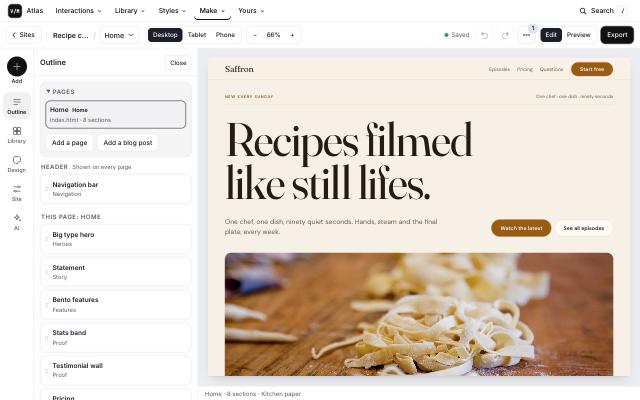 V/M Atlas Interactions Library Styles Make Yours Search /
Sites / Recipe c... / Home Desktop Tablet Phone − 66% + Saved 1 Edit Preview Export
Add
Outline
Library
Design
Site
AI
Outline Close
PAGES
Home Home
index.html · 8 sections
Add a page Add a blog post
HEADER Shown on every page
Navigation bar
Navigation
THIS PAGE: HOME
Big type hero
Heroes
Statement
Story
Bento features
Features
Stats band
Proof
Testimonial wall
Proof
Pricing
Saffron Episodes Pricing Questions Start free
NEW EVERY SUNDAY One chef · one dish · ninety seconds
Recipes filmed
like still lifes.
One chef, one dish, ninety quiet seconds. Hands, steam and the final
plate, every week.
Watch the latest See all episodes
Home · 8 sections · Kitchen paper